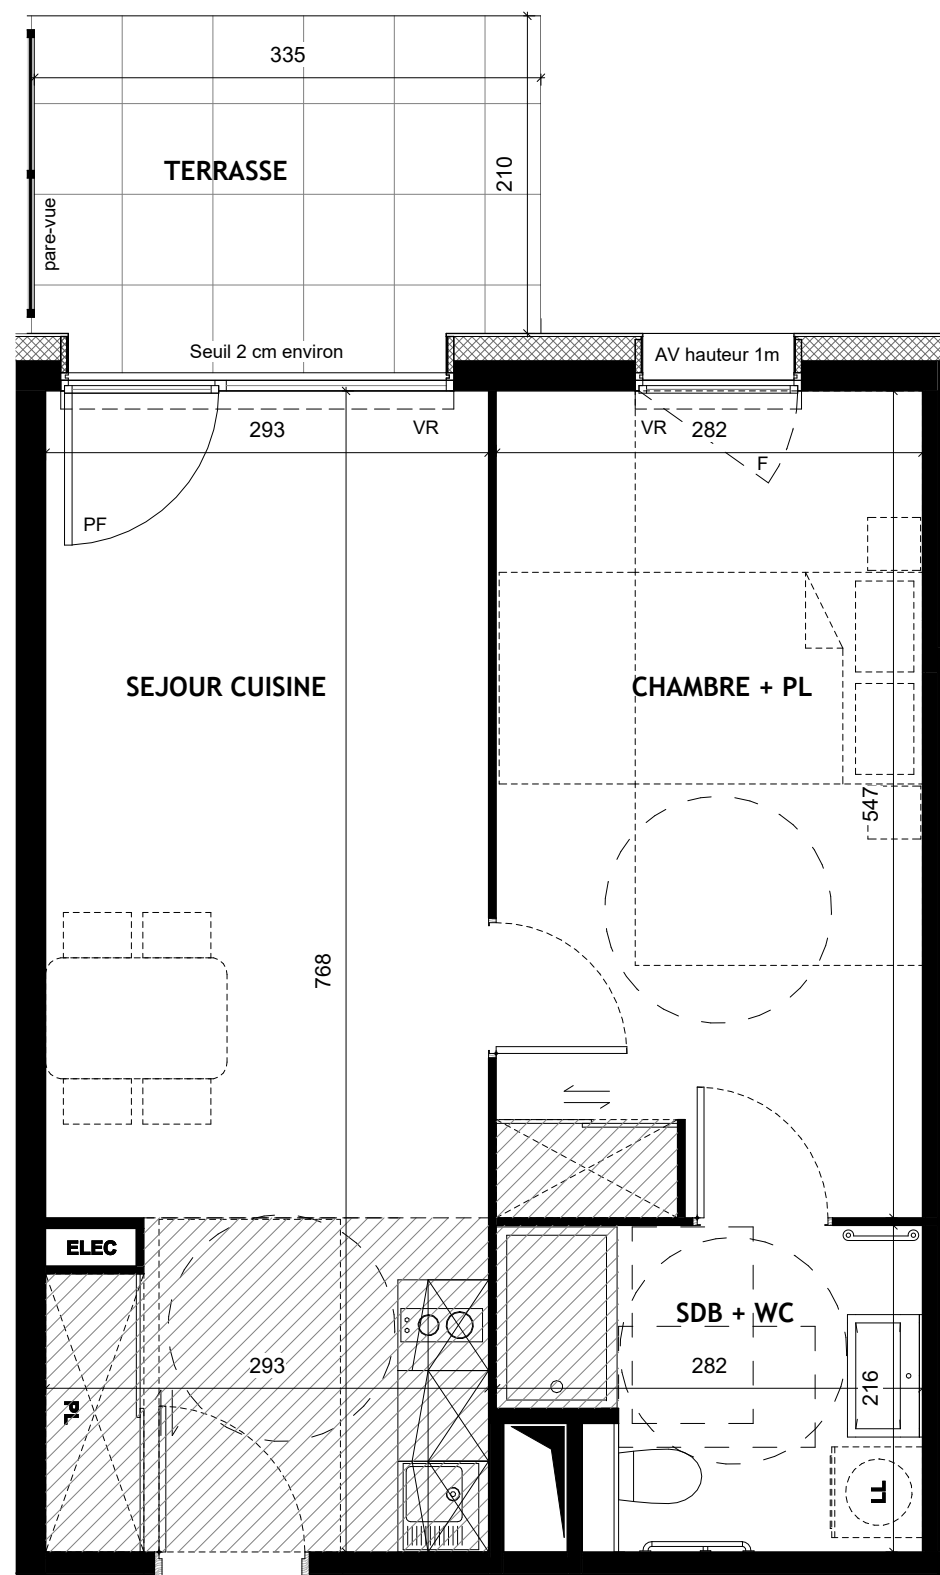 335
TERRASSE
210
pare-vue
Seuil 2 cm environ
AV hauteur 1m
293
VR
VR
282
F
PF
SEJOUR CUISINE
CHAMBRE + PL
547
768
ELEC
SDB + WC
293
282
216
PL
LL